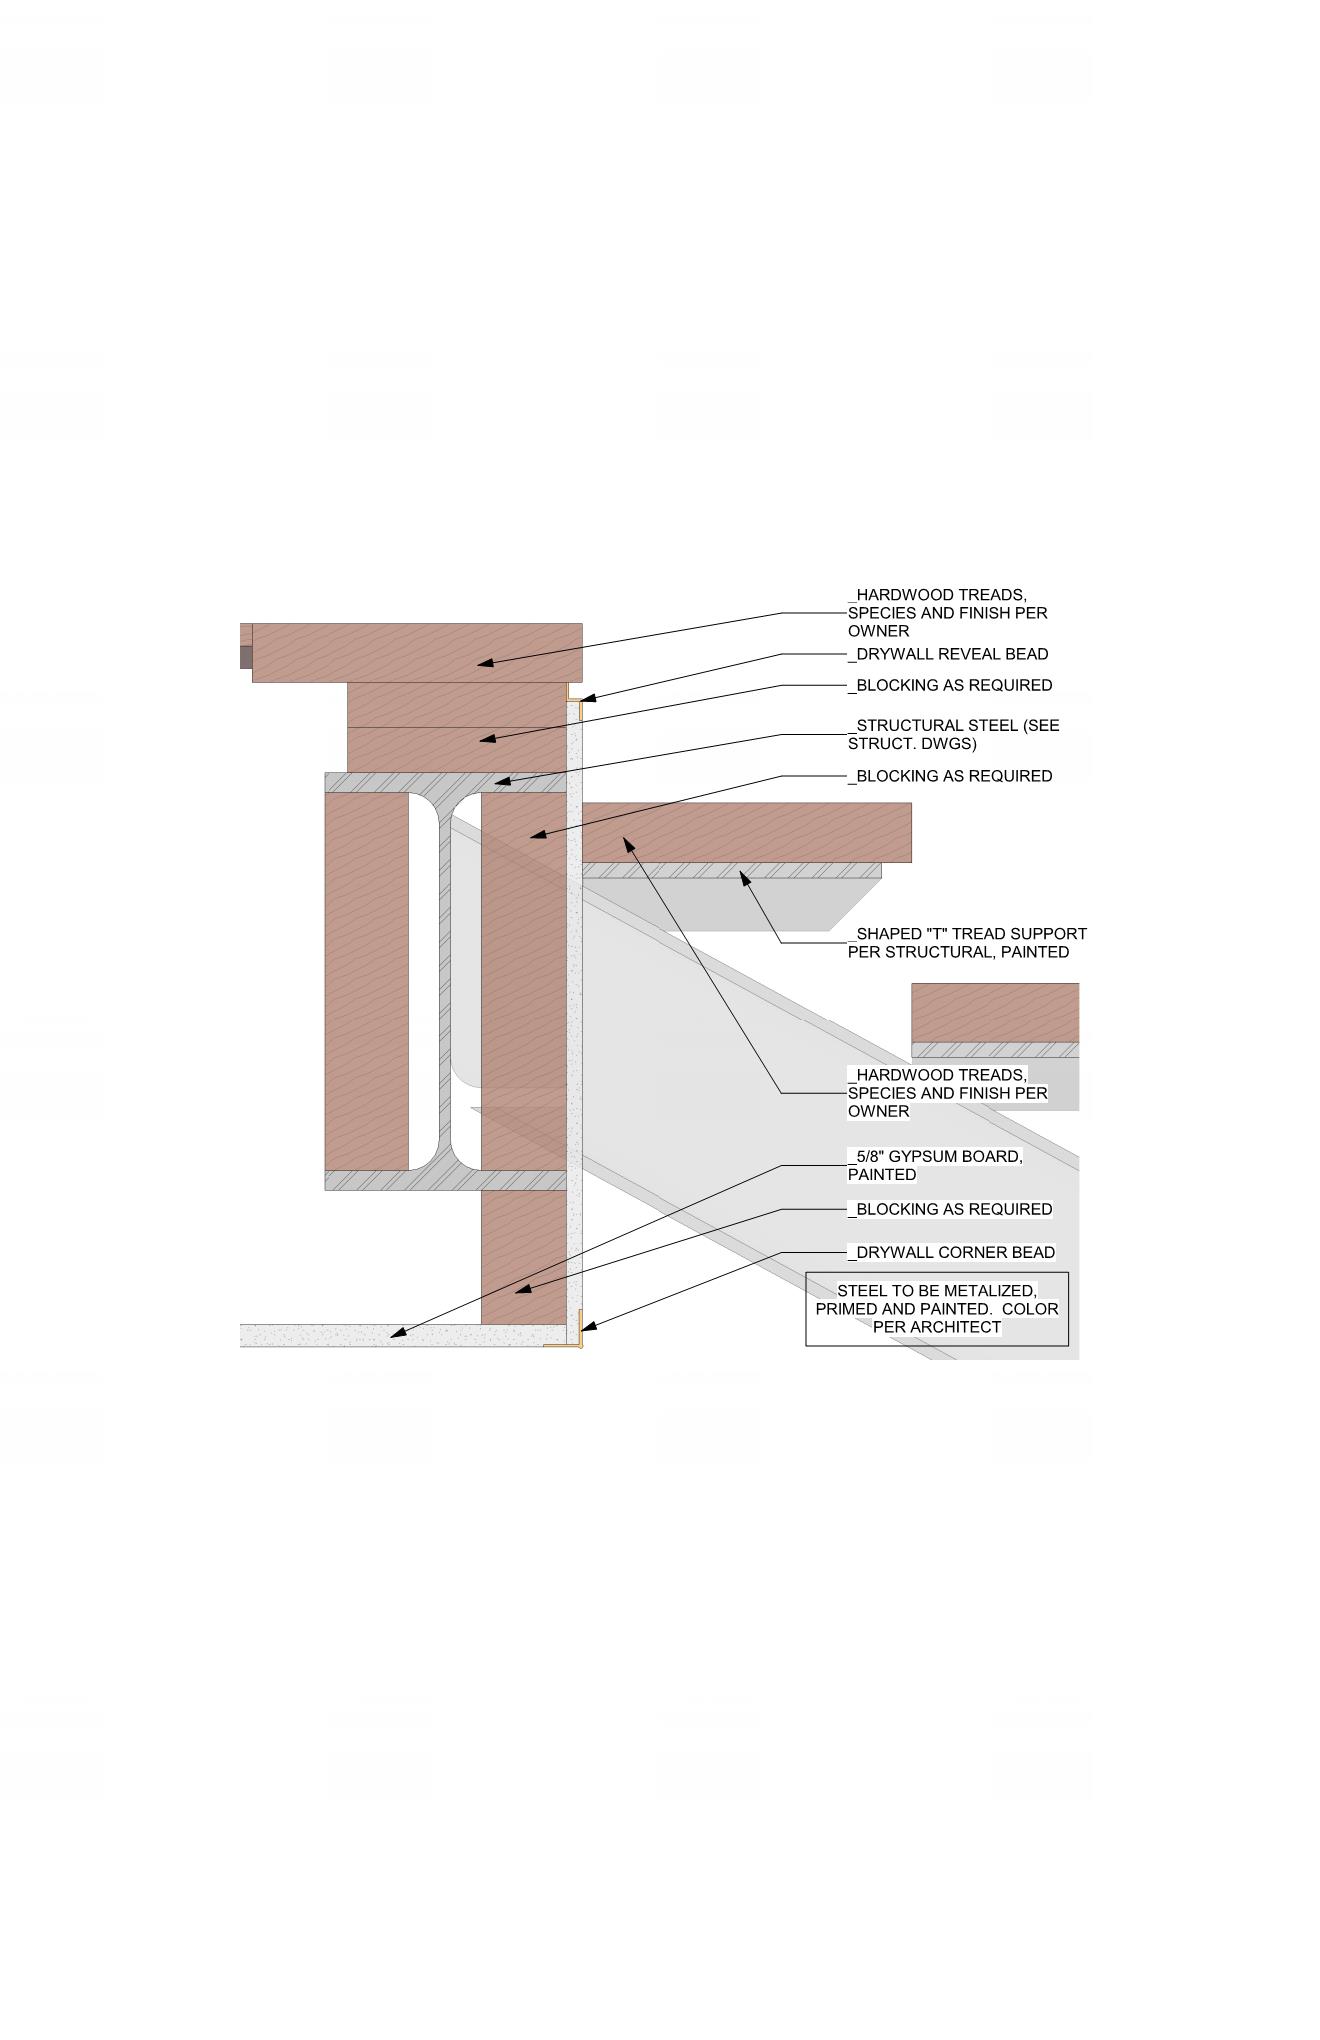 _HARDWOOD TREADS,
SPECIES AND FINISH PER
OWNER
_DRYWALL REVEAL BEAD
_BLOCKING AS REQUIRED
_STRUCTURAL STEEL (SEE
STRUCT. DWGS)
_BLOCKING AS REQUIRED
_SHAPED "T" TREAD SUPPORT
PER STRUCTURAL, PAINTED
_HARDWOOD TREADS,
SPECIES AND FINISH PER
OWNER
_5/8" GYPSUM BOARD,
PAINTED
_BLOCKING AS REQUIRED
_DRYWALL CORNER BEAD
STEEL TO BE METALIZED,
PRIMED AND PAINTED.  COLOR
PER ARCHITECT